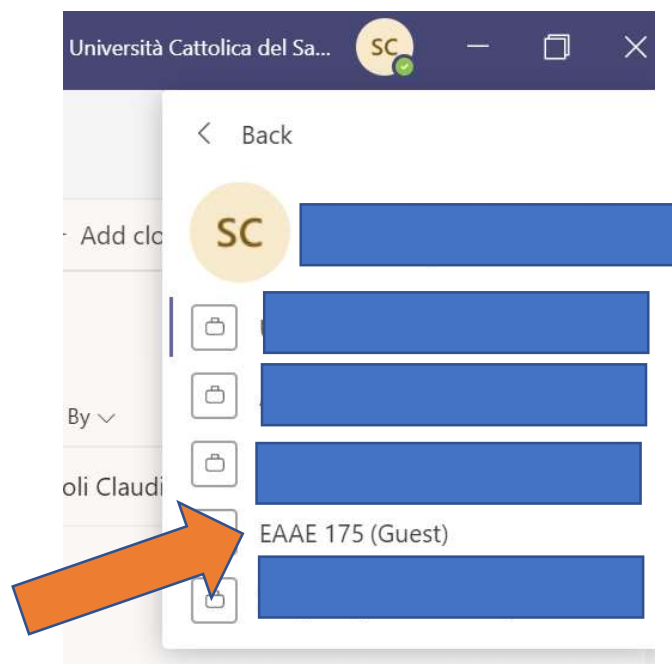 Università Cattolica del Sa... SC
Back
SC
Add clo
By
oli Claudi
EAAE 175 (Guest)